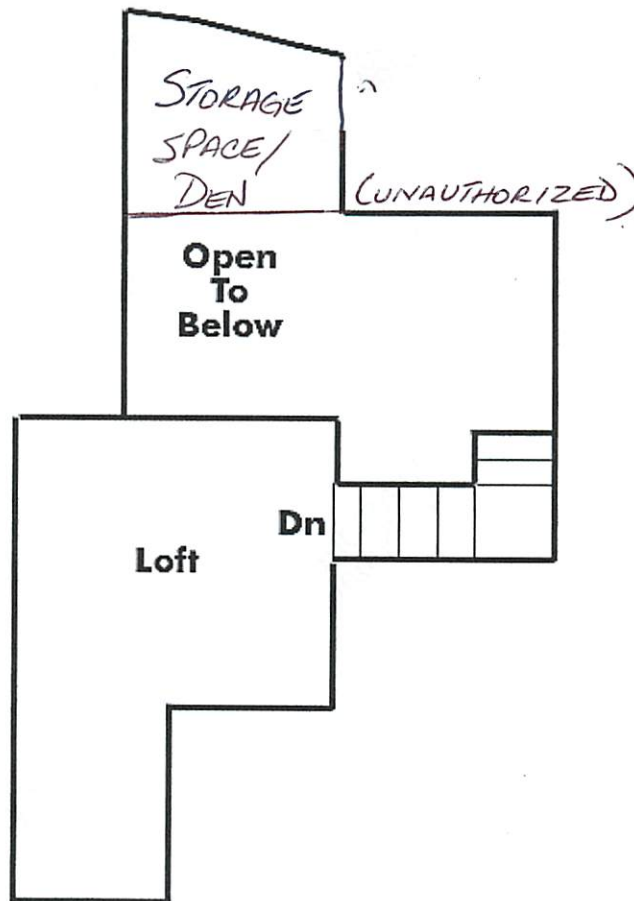 STORAGE
SPACE/
DEN
(UNAUTHORIZED)
Open
To
Below
Dn
Loft